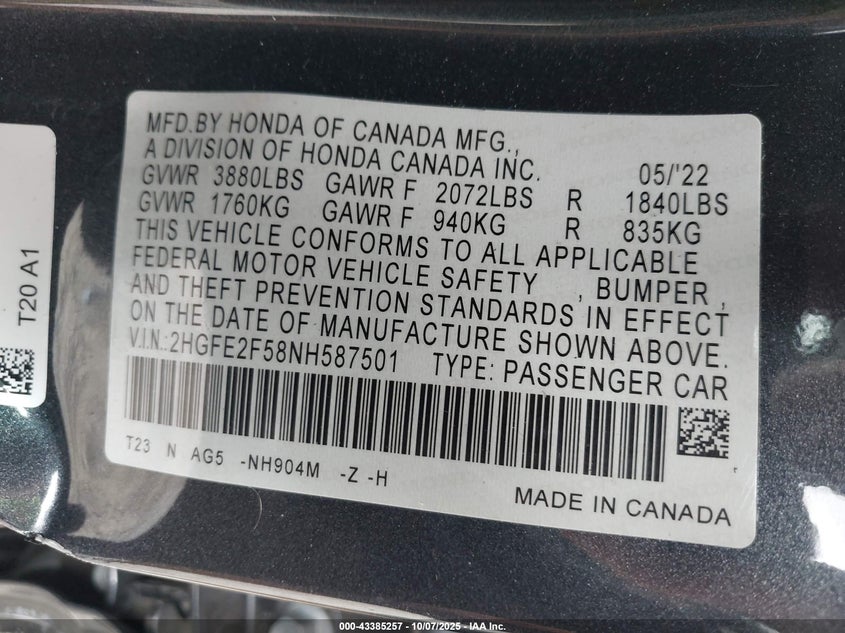 MFD.BY HONDA OF CANADA MFG.,
A DIVISION OF HONDA CANADA INC. 05/'22
GVWR 3880LBS GAWR F 2072LBS R 1840LBS
GVWR 1760KG GAWR F 940KG R 835KG
THIS VEHICLE CONFORMS TO ALL APPLICABLE
FEDERAL MOTOR VEHICLE SAFETY , BUMPER ,
AND THEFT PREVENTION STANDARDS IN EFFECT
ON THE DATE OF MANUFACTURE SHOWN ABOVE.
V.I.N.:2HGFE2F58NH587501 TYPE: PASSENGER CAR
T23 N AG5 -NH904M -Z -H
MADE IN CANADA
T20 A1
000-43385257 - 10/07/2025 - © IAA Inc.